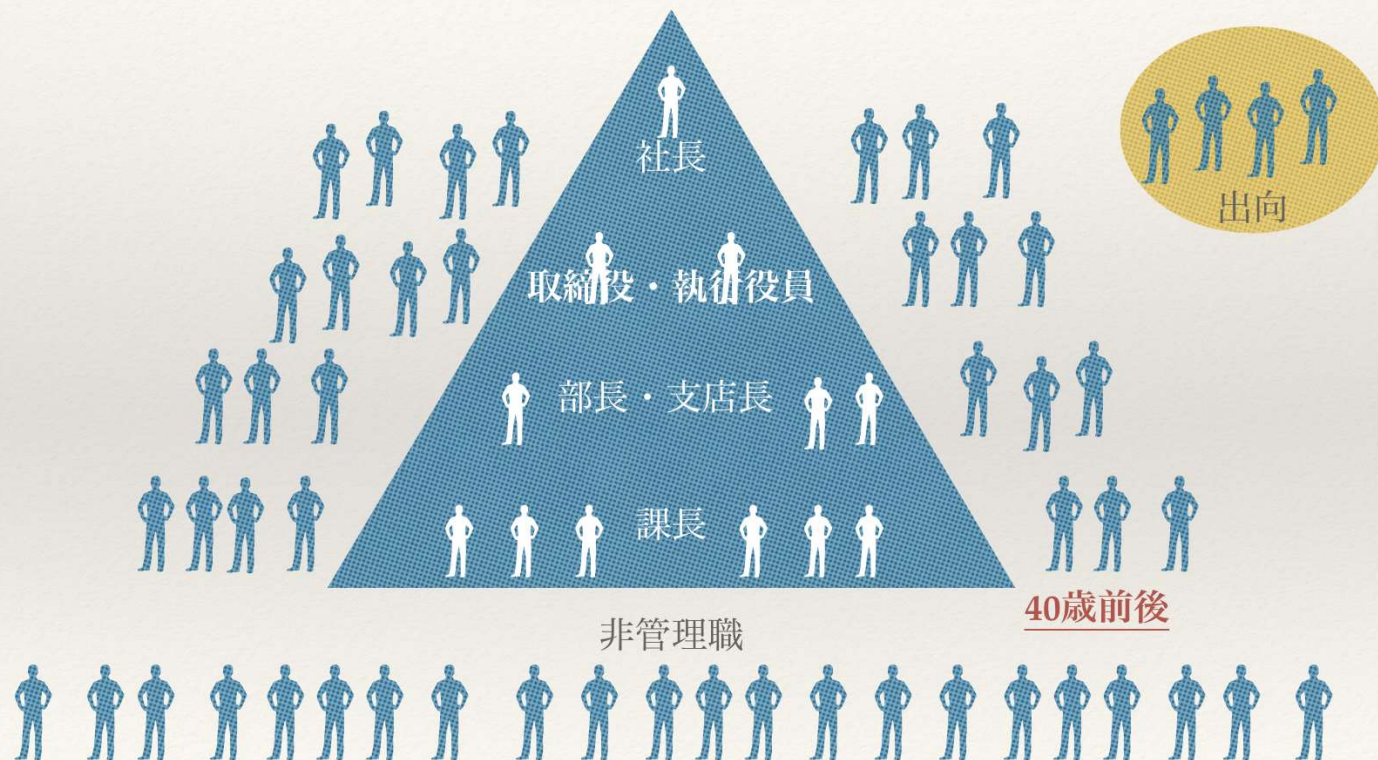 社長
出向
取締役・執行役員
部長・支店長
課長
40歳前後
非管理職